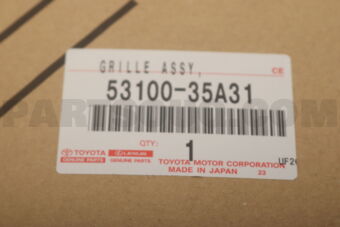 GRILLE ASSY,
CE
53100-35A31
QTY:
1
TOYOTA LEXUS
GENUINE PARTS GENUINE PARTS
TOYOTA MOTOR CORPORATION
MADE IN JAPAN 23